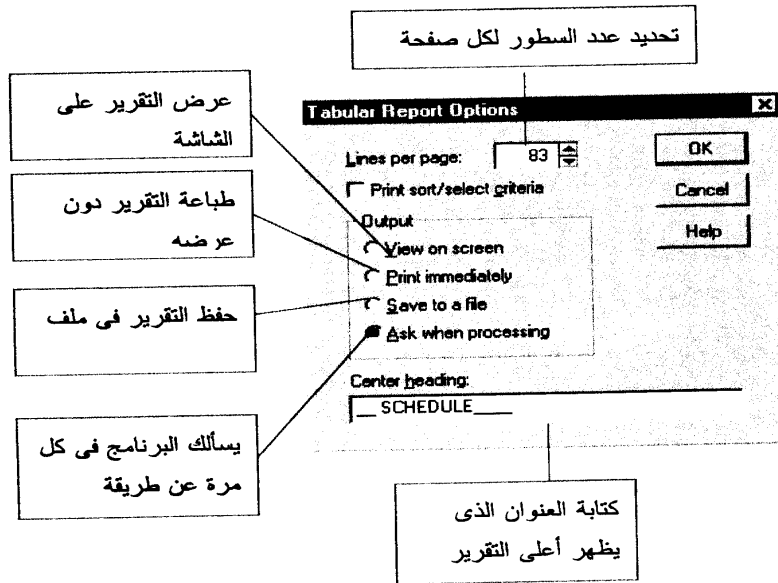 تحديد عدد السطور لكل صفحة
عرض التقرير على
الشاشة
طباعة التقرير دون
عرضه
حفظ التقرير فى ملف
يسألك البرنامج فى كل
مرة عن طريقة
Tabular Report Options
Lines per page: 83
OK
Print sort/select criteria
Cancel
Output
Help
View on screen
Print immediately
Save to a file
Ask when processing
Center heading:
__ SCHEDULE____
كتابة العنوان الذى
يظهر أعلى التقرير